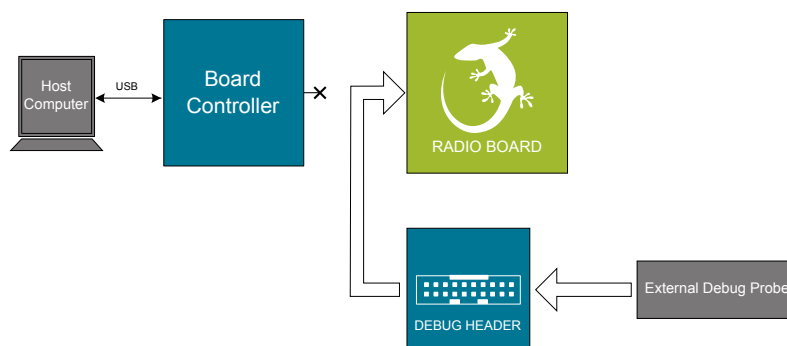 Host
Computer
USB
Board
Controller
RADIO BOARD
DEBUG HEADER
External Debug Probe